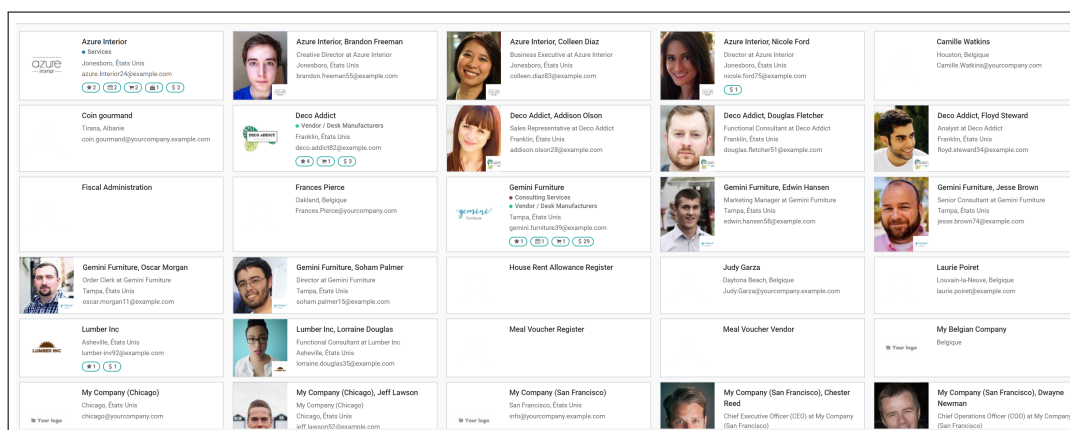 azure
interior
Azure Interior
Services
Jonesboro, États Unis
azure.Interior24@example.com
2 2 2 1 $ 2
Azure Interior, Brandon Freeman
Creative Director at Azure Interior
Jonesboro, États Unis
brandon.freeman55@example.com
Azure Interior, Colleen Diaz
Business Executive at Azure Interior
Jonesboro, États Unis
colleen.diaz83@example.com
Azure Interior, Nicole Ford
Director at Azure Interior
Jonesboro, États Unis
nicole.ford75@example.com
$ 1
Camille Watkins
Houston, Belgique
Camille.Watkins@yourcompany.com
Coin gourmand
Tirana, Albanie
coin.gourmand@yourcompany.example.com
DECO ADDICT
Deco Addict
Vendor / Desk Manufacturers
Franklin, États Unis
deco.addict82@example.com
4 1 $ 3
Deco Addict, Addison Olson
Sales Representative at Deco Addict
Franklin, États Unis
addison.olson28@example.com
Deco Addict, Douglas Fletcher
Functional Consultant at Deco Addict
Franklin, États Unis
douglas.fletcher51@example.com
Deco Addict, Floyd Steward
Analyst at Deco Addict
Franklin, États Unis
floyd.steward34@example.com
Fiscal Administration
Frances Pierce
Oakland, Belgique
Frances.Pierce@yourcompany.com
gemini
furniture
Gemini Furniture
Consulting Services
Vendor / Desk Manufacturers
Tampa, États Unis
gemini.furniture39@example.com
1 1 1 $ 29
Gemini Furniture, Edwin Hansen
Marketing Manager at Gemini Furniture
Tampa, États Unis
edwin.hansen58@example.com
Gemini Furniture, Jesse Brown
Senior Consultant at Gemini Furniture
Tampa, États Unis
jesse.brown74@example.com
Gemini Furniture, Oscar Morgan
Order Clerk at Gemini Furniture
Tampa, États Unis
oscar.morgan11@example.com
Gemini Furniture, Soham Palmer
Director at Gemini Furniture
Tampa, États Unis
soham.palmer15@example.com
House Rent Allowance Register
Judy Garza
Daytona Beach, Belgique
Judy.Garza@yourcompany.example.com
Laurie Poiret
Louvain-la-Neuve, Belgique
laurie.poiret@example.com
LUMBER INC
Lumber Inc
Asheville, États Unis
lumber-inv92@example.com
1 $ 1
Lumber Inc, Lorraine Douglas
Functional Consultant at Lumber Inc
Asheville, États Unis
lorraine.douglas35@example.com
Meal Voucher Register
Meal Voucher Vendor
Your logo
My Belgian Company
Belgique
Your logo
My Company (Chicago)
Chicago, États Unis
chicago@yourcompany.com
My Company (Chicago), Jeff Lawson
My Company (Chicago)
Chicago, États Unis
jeff.lawson52@example.com
Your logo
My Company (San Francisco)
San Francisco, États Unis
info@yourcompany.example.com
My Company (San Francisco), Chester
Reed
Chief Executive Officer (CEO) at My Company
(San Francisco)
My Company (San Francisco), Dwayne
Newman
Chief Operations Officer (COO) at My Company
(San Francisco)